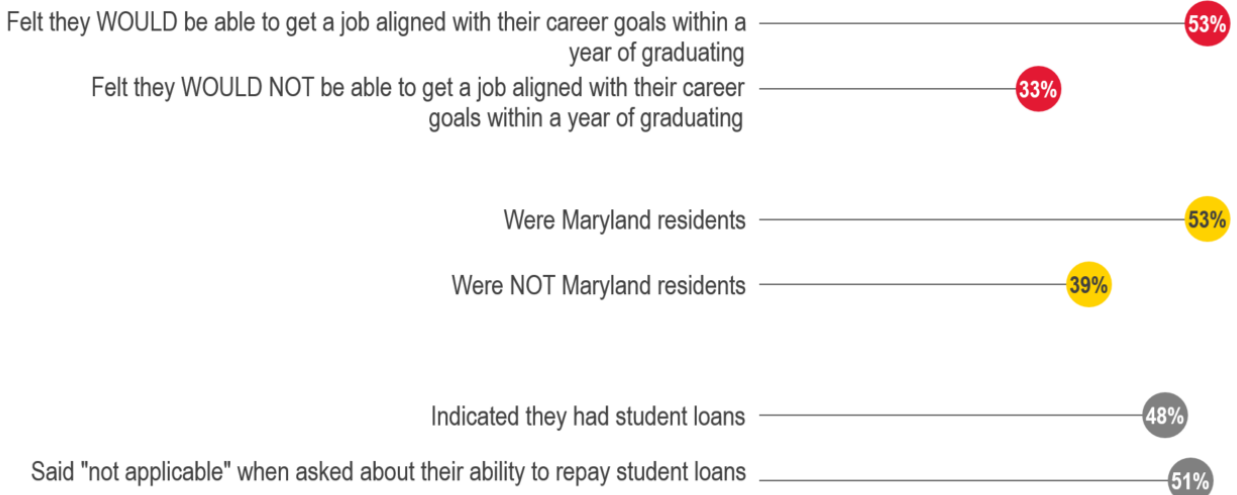 Felt they WOULD be able to get a job aligned with their career goals within a
year of graduating
53%
Felt they WOULD NOT be able to get a job aligned with their career
goals within a year of graduating
33%
Were Maryland residents
53%
Were NOT Maryland residents
39%
Indicated they had student loans
48%
Said "not applicable" when asked about their ability to repay student loans
51%